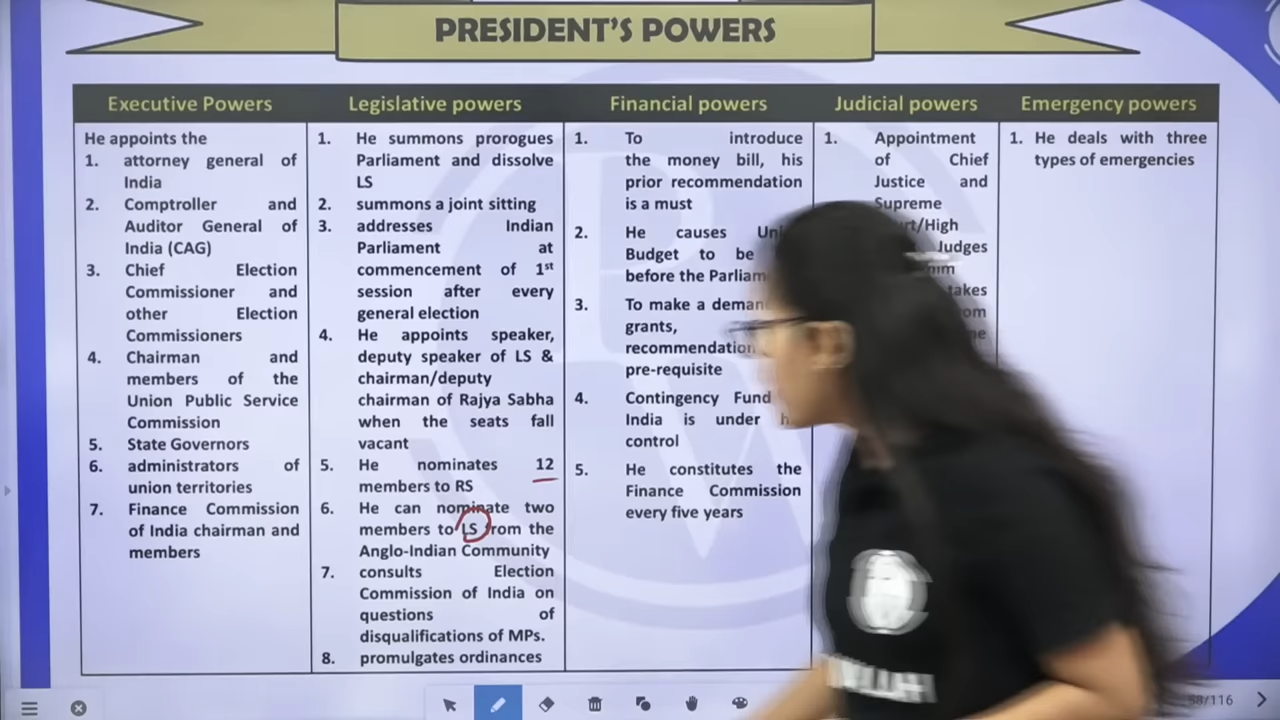 PRESIDENT'S POWERS
Executive Powers
He appoints the
1. attorney general of
India
2. Comptroller and
Auditor General of
India (CAG)
3. Chief Election
Commissioner and
other Election
Commissioners
4. Chairman and
members of the
Union Public Service
Commission
5. State Governors
6. administrators of
union territories
7. Finance Commission
of India chairman and
members
Legislative powers
1. He summons prorogues
Parliament and dissolve
LS
2. summons a joint sitting
3. addresses Indian
Parliament at
commencement of 1st
session after every
general election
4. He appoints speaker,
deputy speaker of LS &
chairman/deputy
chairman of Rajya Sabha
when the seats fall
vacant
5. He nominates 12
members to RS
6. He can nominate two
members to LS from the
Anglo-Indian Community
7. consults Election
Commission of India on
questions of
disqualifications of MPs.
8. promulgates ordinances
Financial powers
1. To introduce
the money bill, his
prior recommendation
is a must
2. He causes
Budget to be
before the
3. To make a
grants,
recommendation
pre-requisite
4. Contingency Fund
India is under
control
5. He constitutes the
Finance Commission
every five years
Judicial powers
1. Appointment
of Chief
Justice and
Supreme
/High
Judges
Emergency powers
1. He deals with three
types of emergencies
/116